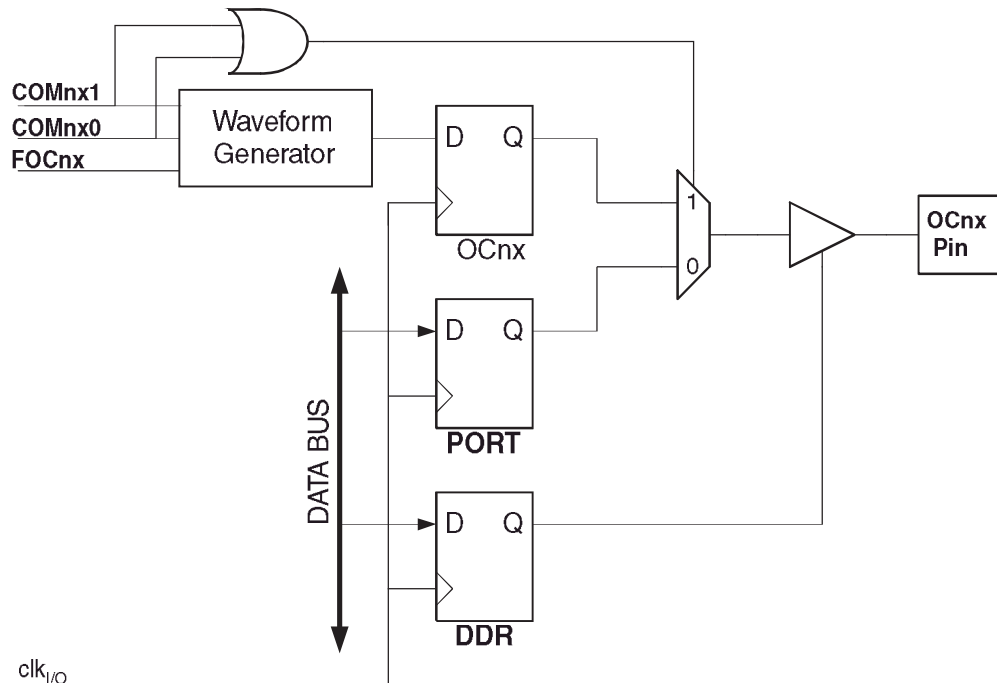 COMnx1
COMnx0
FOCnx
Waveform
Generator
D Q
OCnx
1
0
OCnx
Pin
D Q
PORT
DATA BUS
D Q
DDR
clkI/O